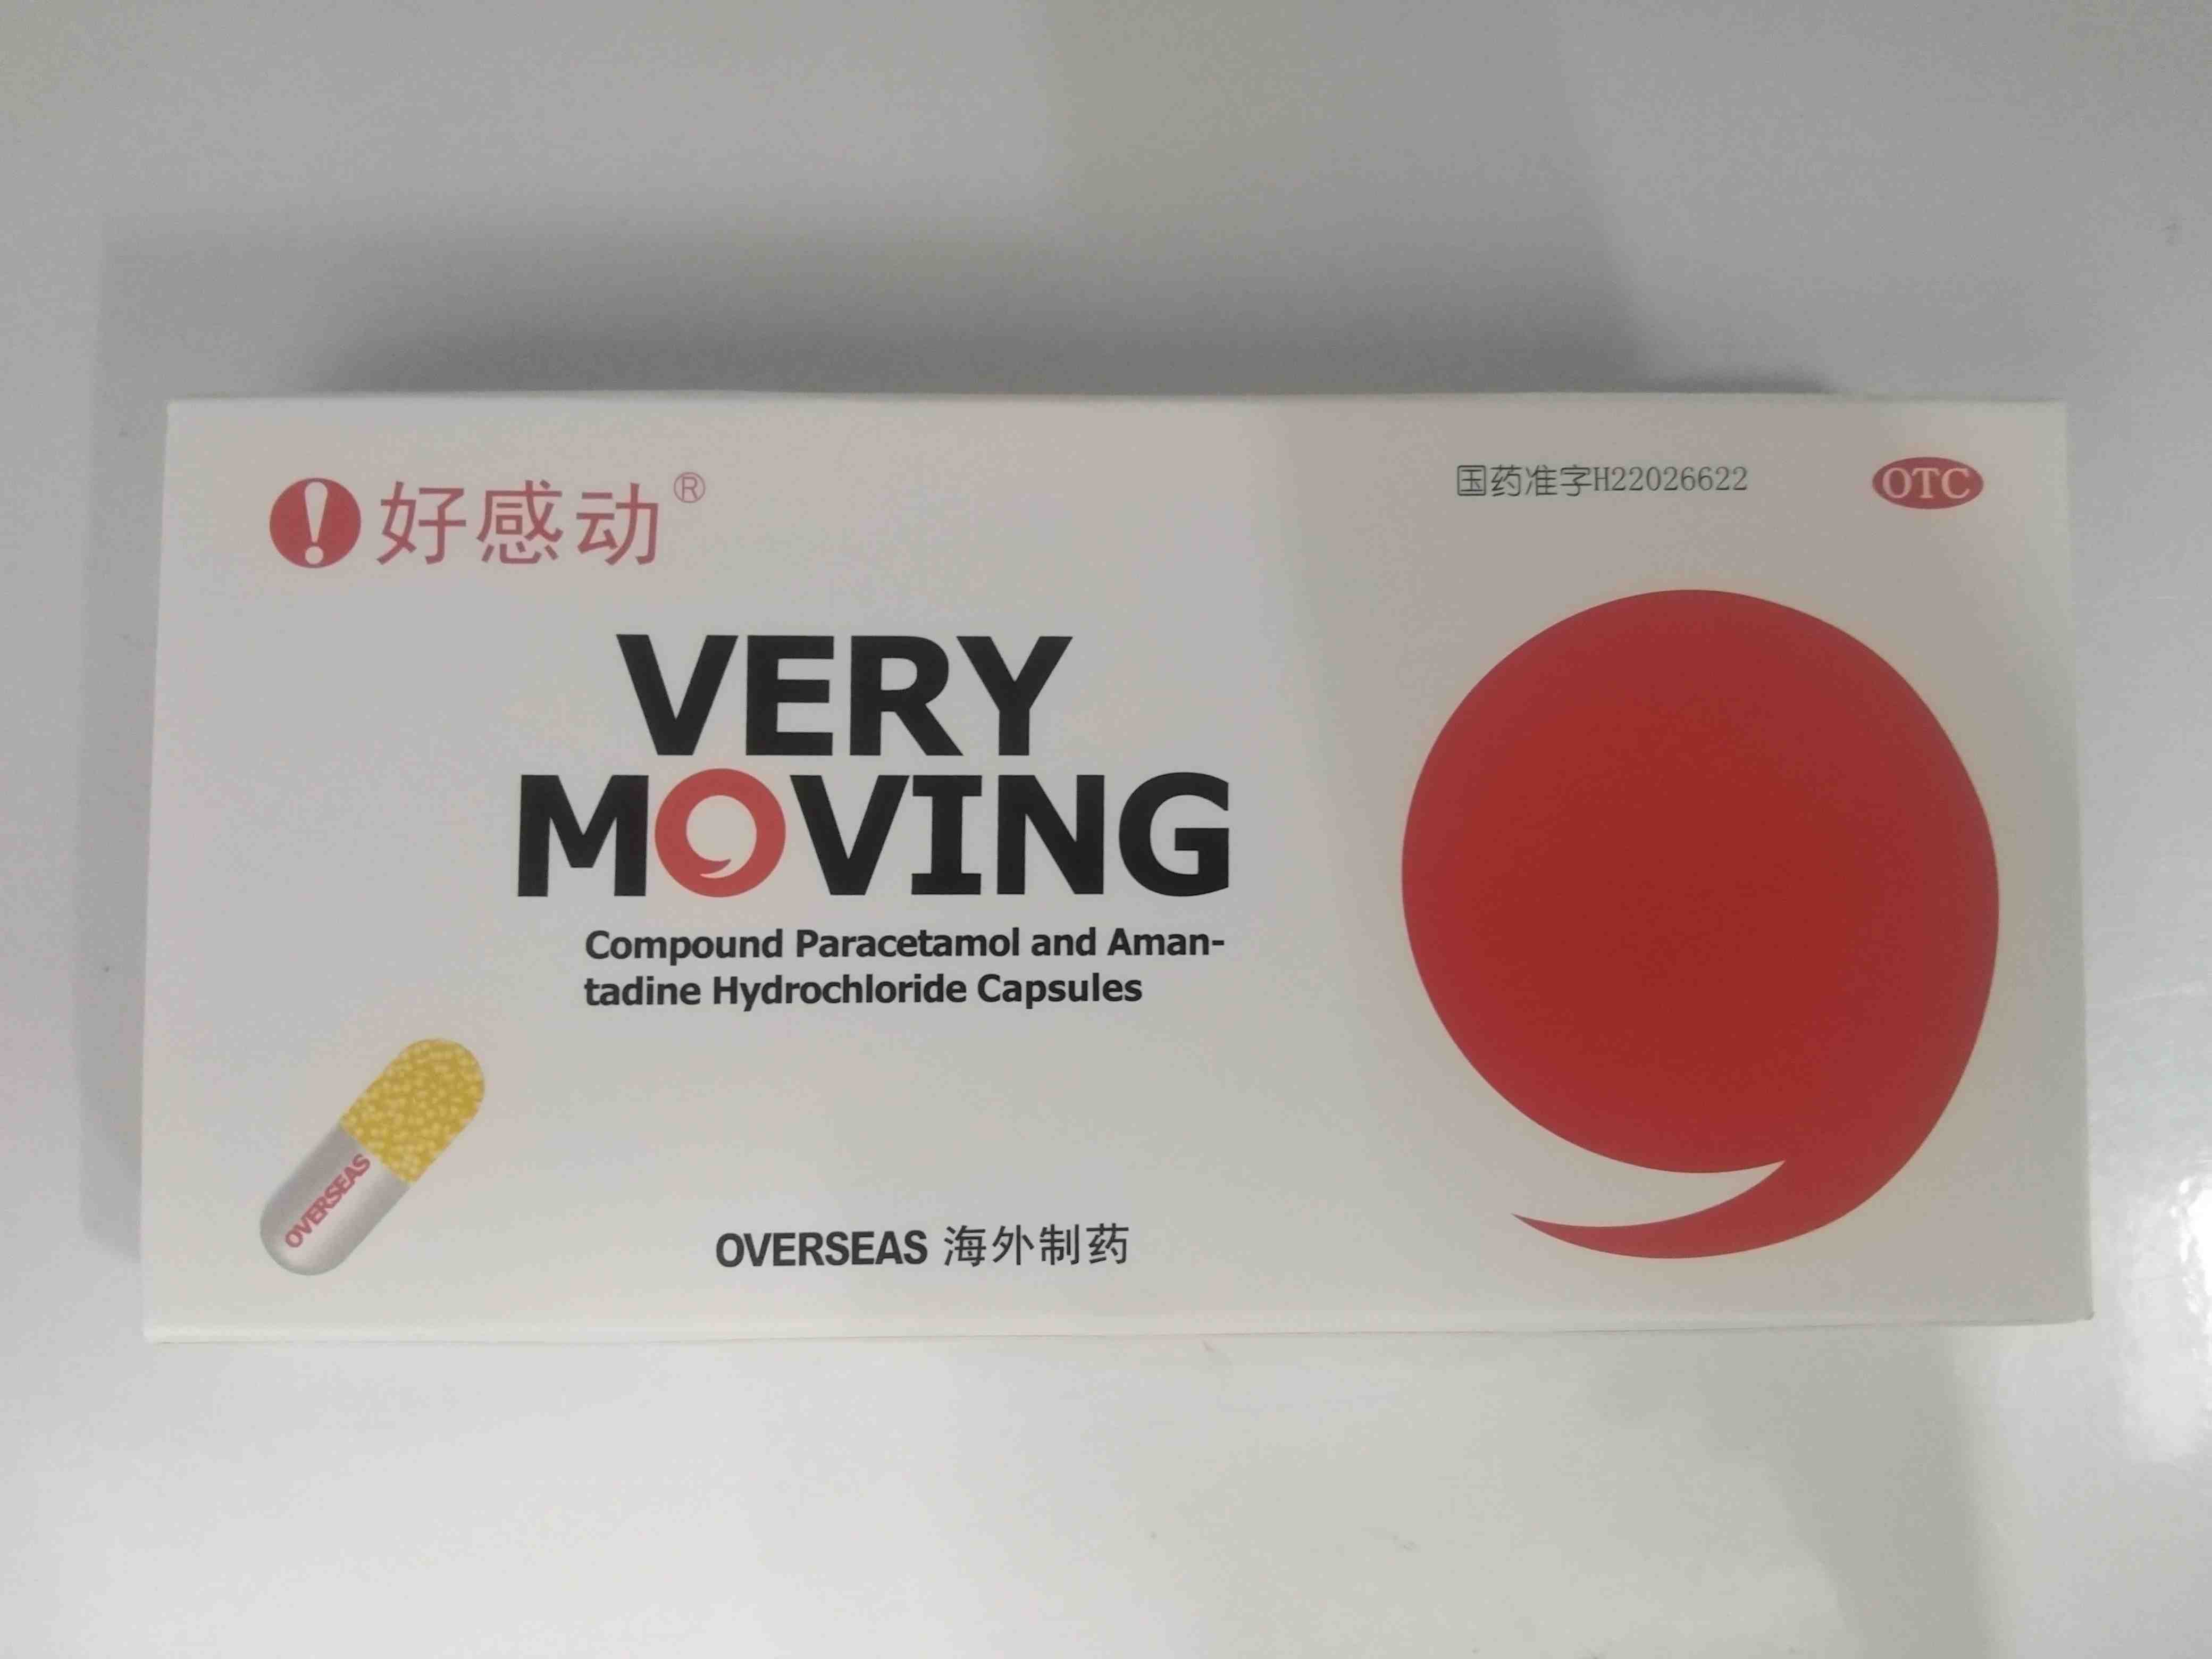 好感动®
国药准字H22026622
OTC
VERY
MOVING
Compound Paracetamol and Aman-
tadine Hydrochloride Capsules
OVERSEAS
OVERSEAS 海外制药